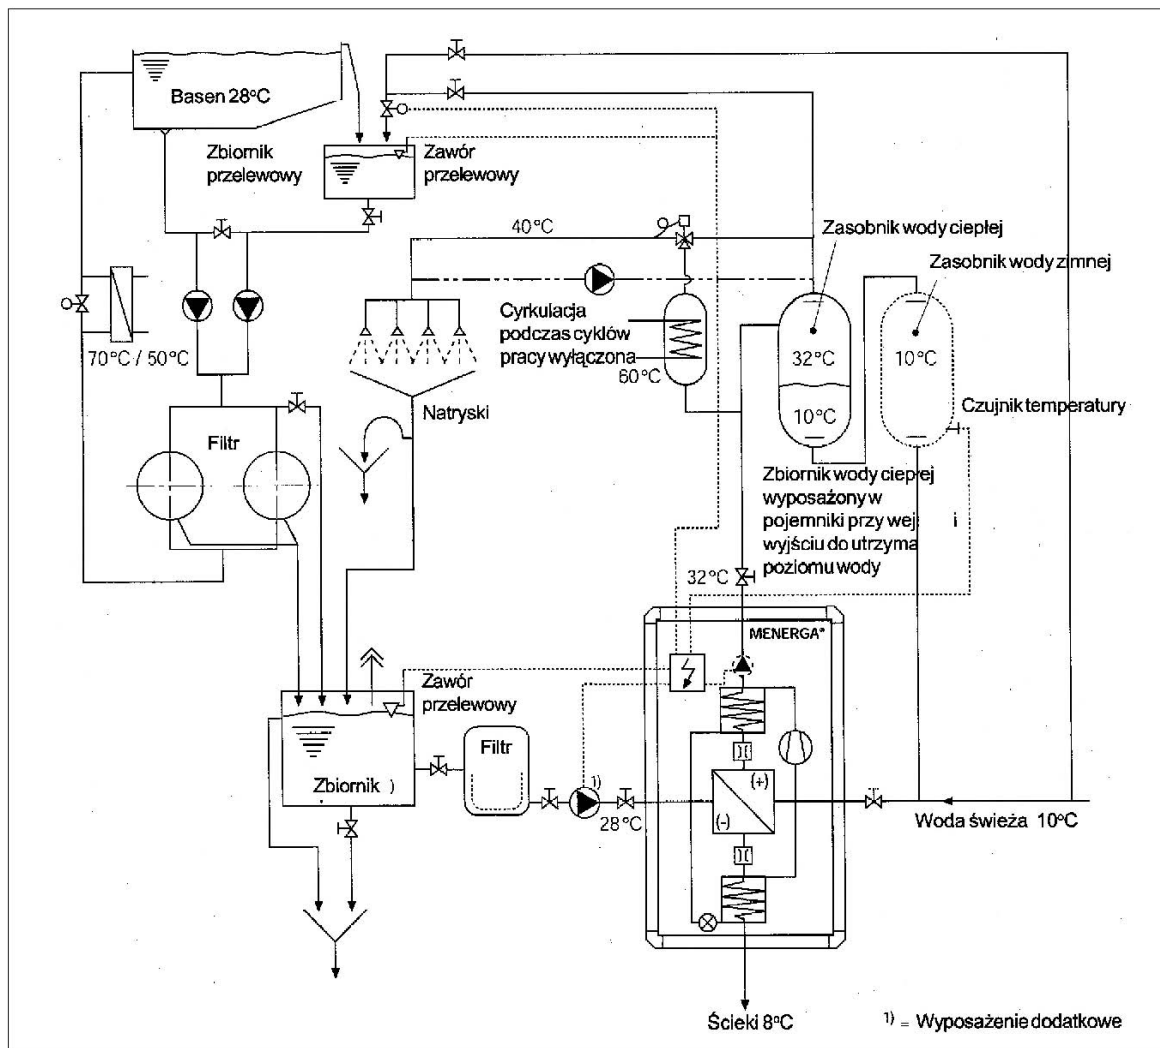 Basen 28°C
Zbiornik
przelewowy
Zawór
przelewowy
40°C
Zasobnik wody ciepłej
Zasobnik wody zimnej
Cyrkulacja
podczas cyklów
pracy wyłączona
60°C
32°C
10°C
10°C
70°C / 50°C
Natryski
Czujnik temperatury
Filtr
Zbiornik wody ciepłej
wyposażony w
pojemniki przy wej i
wyjściu do utrzyma
poziomu wody
32°C
MENERGA®
Zawór
przelewowy
Filtr
Zbiornik )
1)
28°C
(+)
(-)
Woda świeża 10°C
Ścieki 8°C
1) = Wyposażenie dodatkowe